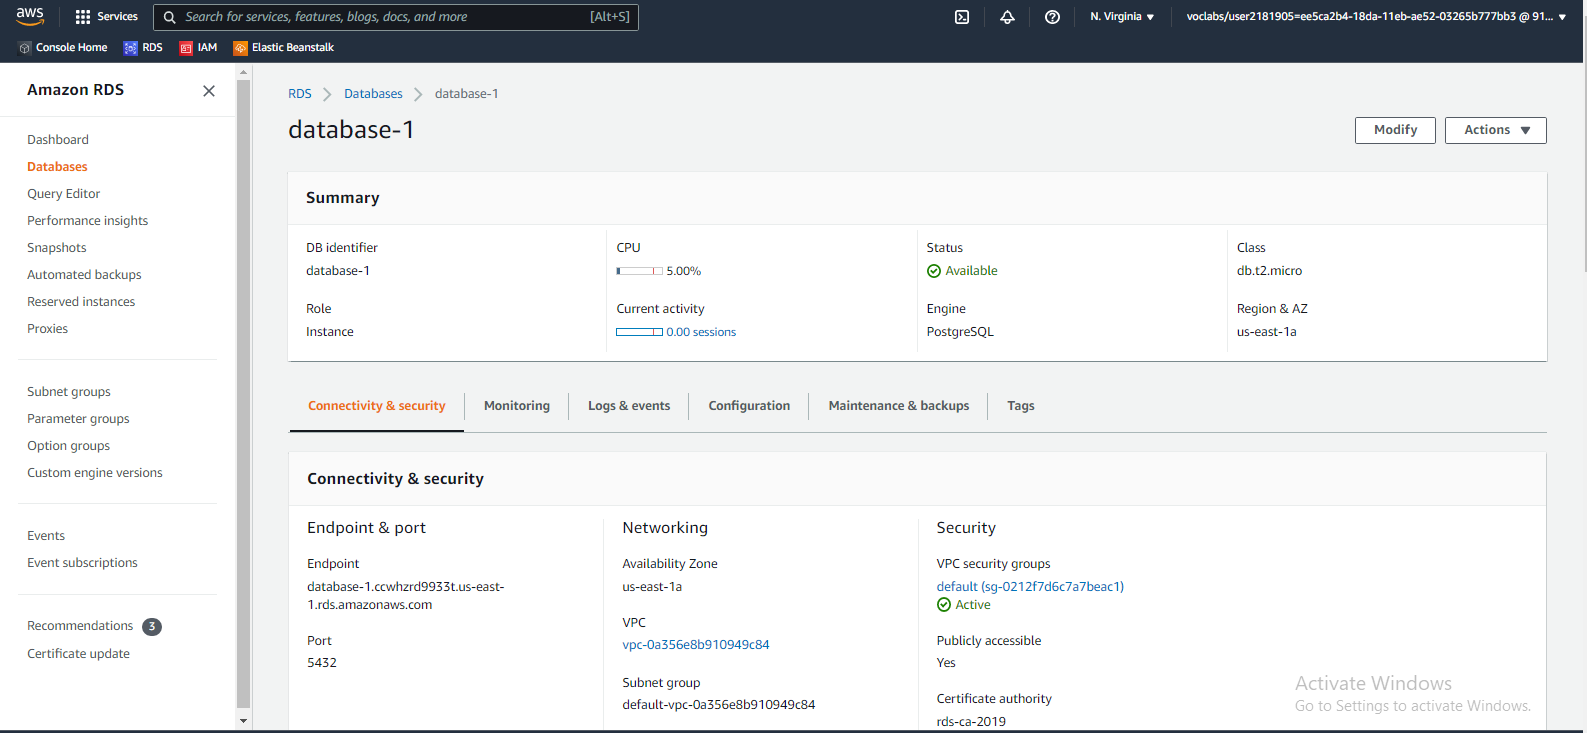 aws
Services
Search for services, features, blogs, docs, and more
[Alt+S]
N. Virginia
voclabs/user2181905=ee5ca2b4-18da-11eb-ae52-03265b777bb3 @ 91...
Console Home
RDS
IAM
Elastic Beanstalk
Amazon RDS
Dashboard
Databases
Query Editor
Performance insights
Snapshots
Automated backups
Reserved instances
Proxies
Subnet groups
Parameter groups
Option groups
Custom engine versions
Events
Event subscriptions
Recommendations 3
Certificate update
RDS
Databases
database-1
database-1
Modify
Actions
Summary
DB identifier
database-1
CPU
5.00%
Status
Available
Class
db.t2.micro
Role
Instance
Current activity
0.00 sessions
Engine
PostgreSQL
Region & AZ
us-east-1a
Connectivity & security
Monitoring
Logs & events
Configuration
Maintenance & backups
Tags
Connectivity & security
Endpoint & port
Endpoint
database-1.ccwhzrd9933t.us-east-
1.rds.amazonaws.com
Port
5432
Networking
Availability Zone
us-east-1a
VPC
vpc-0a356e8b910949c84
Subnet group
default-vpc-0a356e8b910949c84
Security
VPC security groups
default (sg-0212f7d6c7a7beac1)
Active
Publicly accessible
Yes
Certificate authority
rds-ca-2019
Activate Windows
Go to Settings to activate Windows.